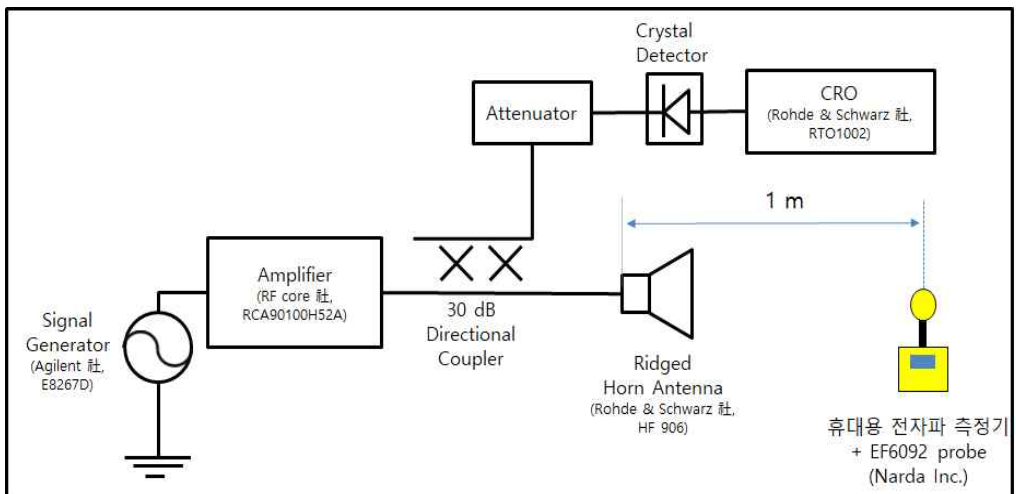 Crystal
Detector
Attenuator
CRO
(Rohde & Schwarz 社,
RTO1002)
1 m
Amplifier
(RF core 社,
RCA90100H52A)
Signal
Generator
(Agilent 社,
E8267D)
30 dB
Directional
Coupler
Ridged
Horn Antenna
(Rohde & Schwarz 社,
HF 906)
휴대용 전자파 측정기
+ EF6092 probe
(Narda Inc.)